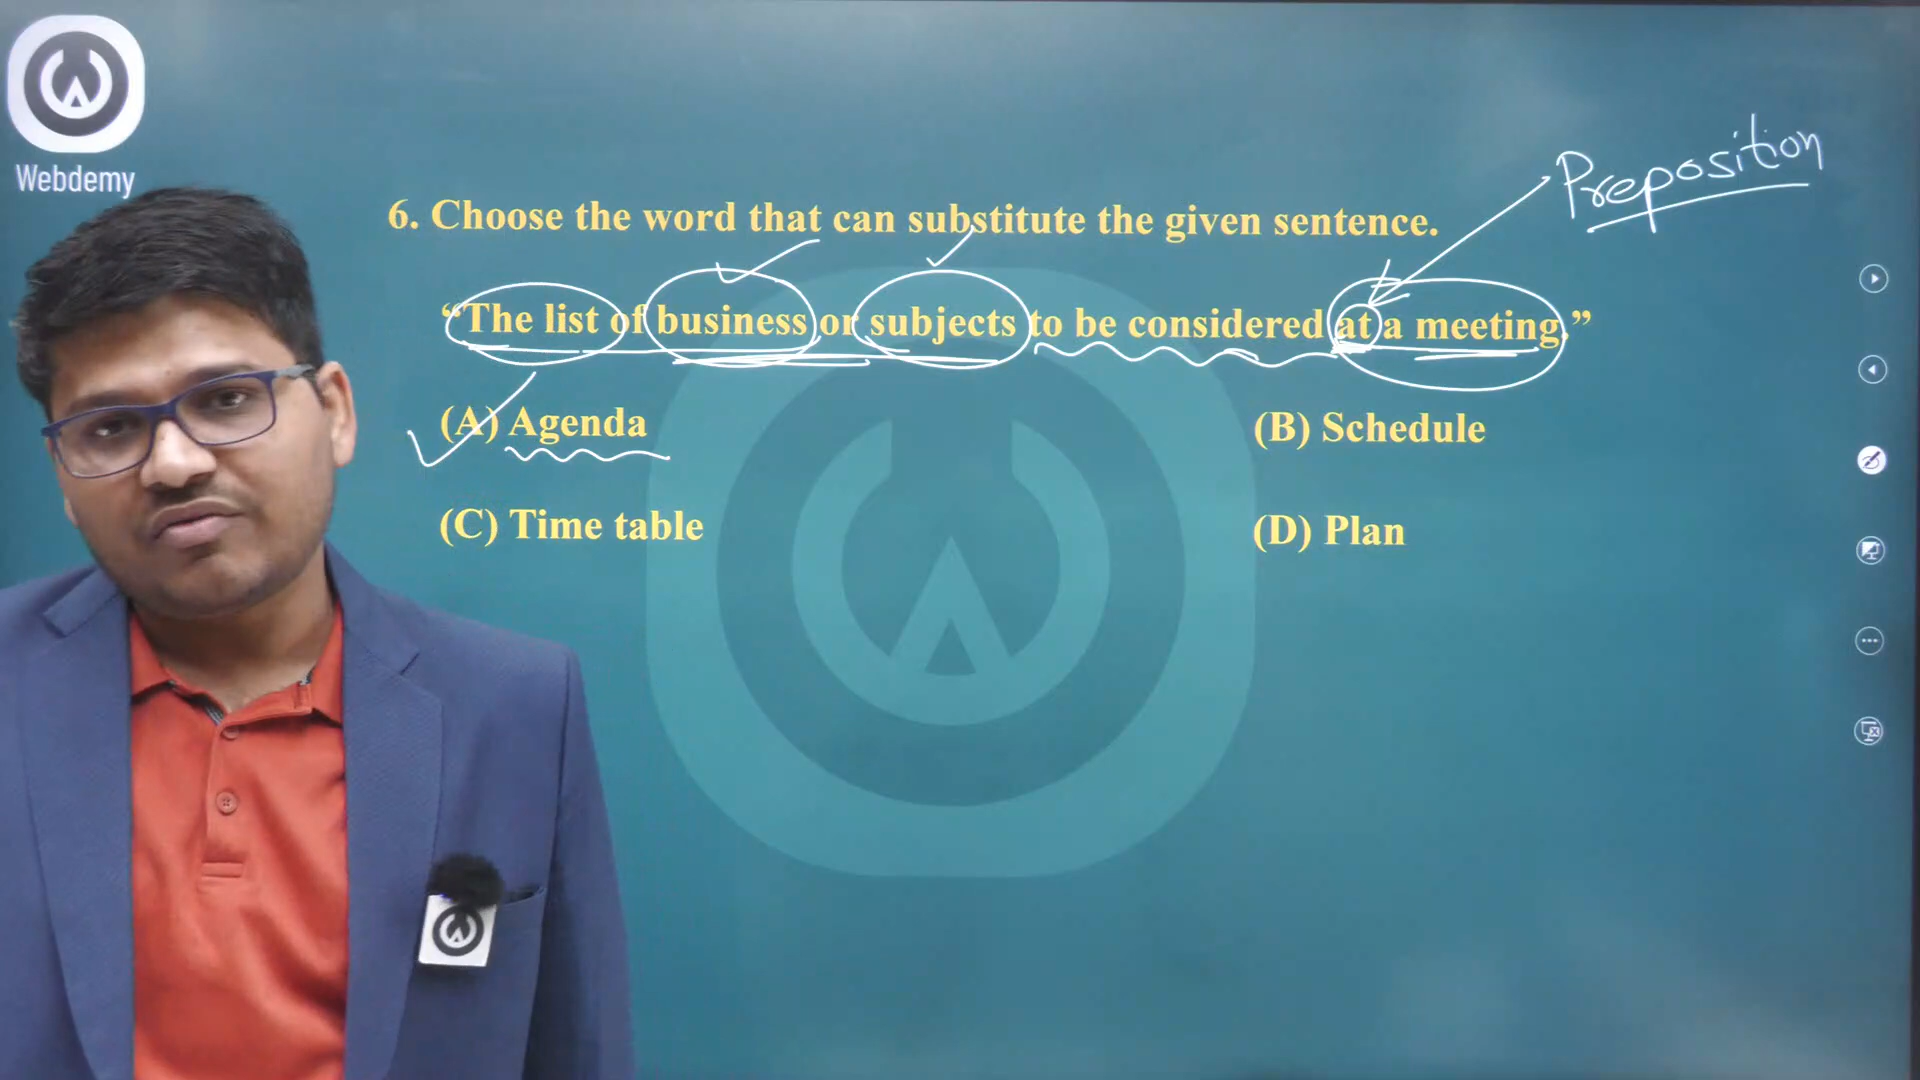 Webdemy
Preposition
6. Choose the word that can substitute the given sentence.
“The list of business or subjects to be considered at a meeting.”
(A) Agenda
(B) Schedule
(C) Time table
(D) Plan